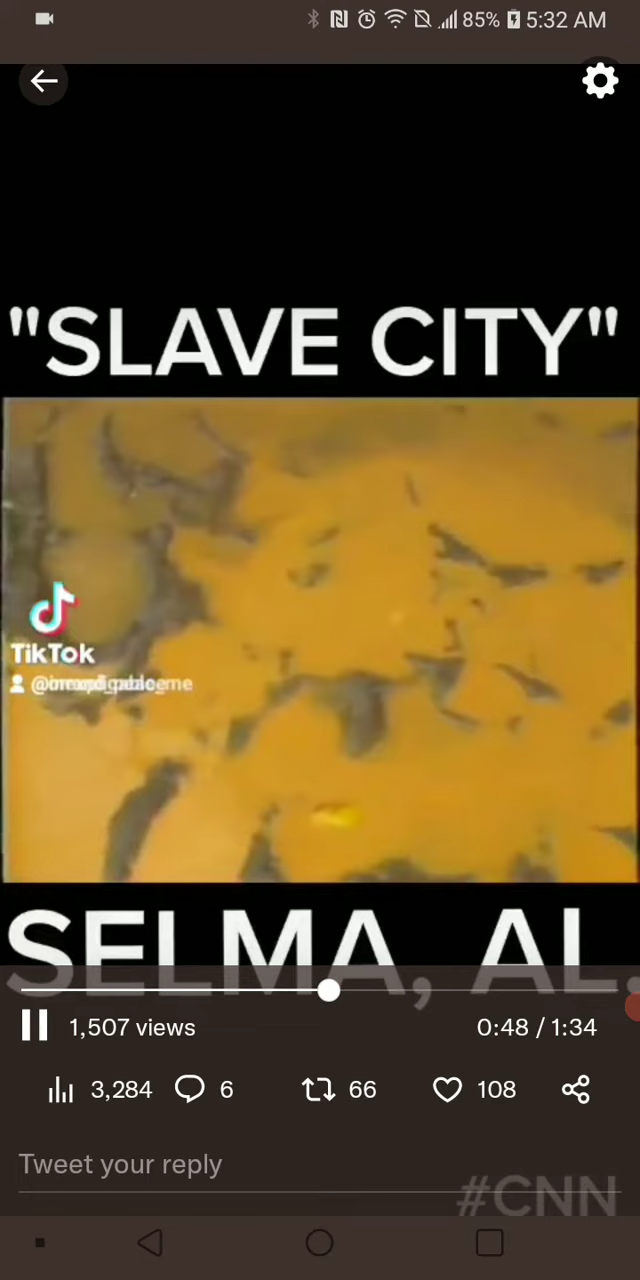 85% 5:32 AM
"SLAVE CITY"
TikTok
SELMA, AL.
1,507 views
0:48 / 1:34
3,284
6
66
108
Tweet your reply
#CNN